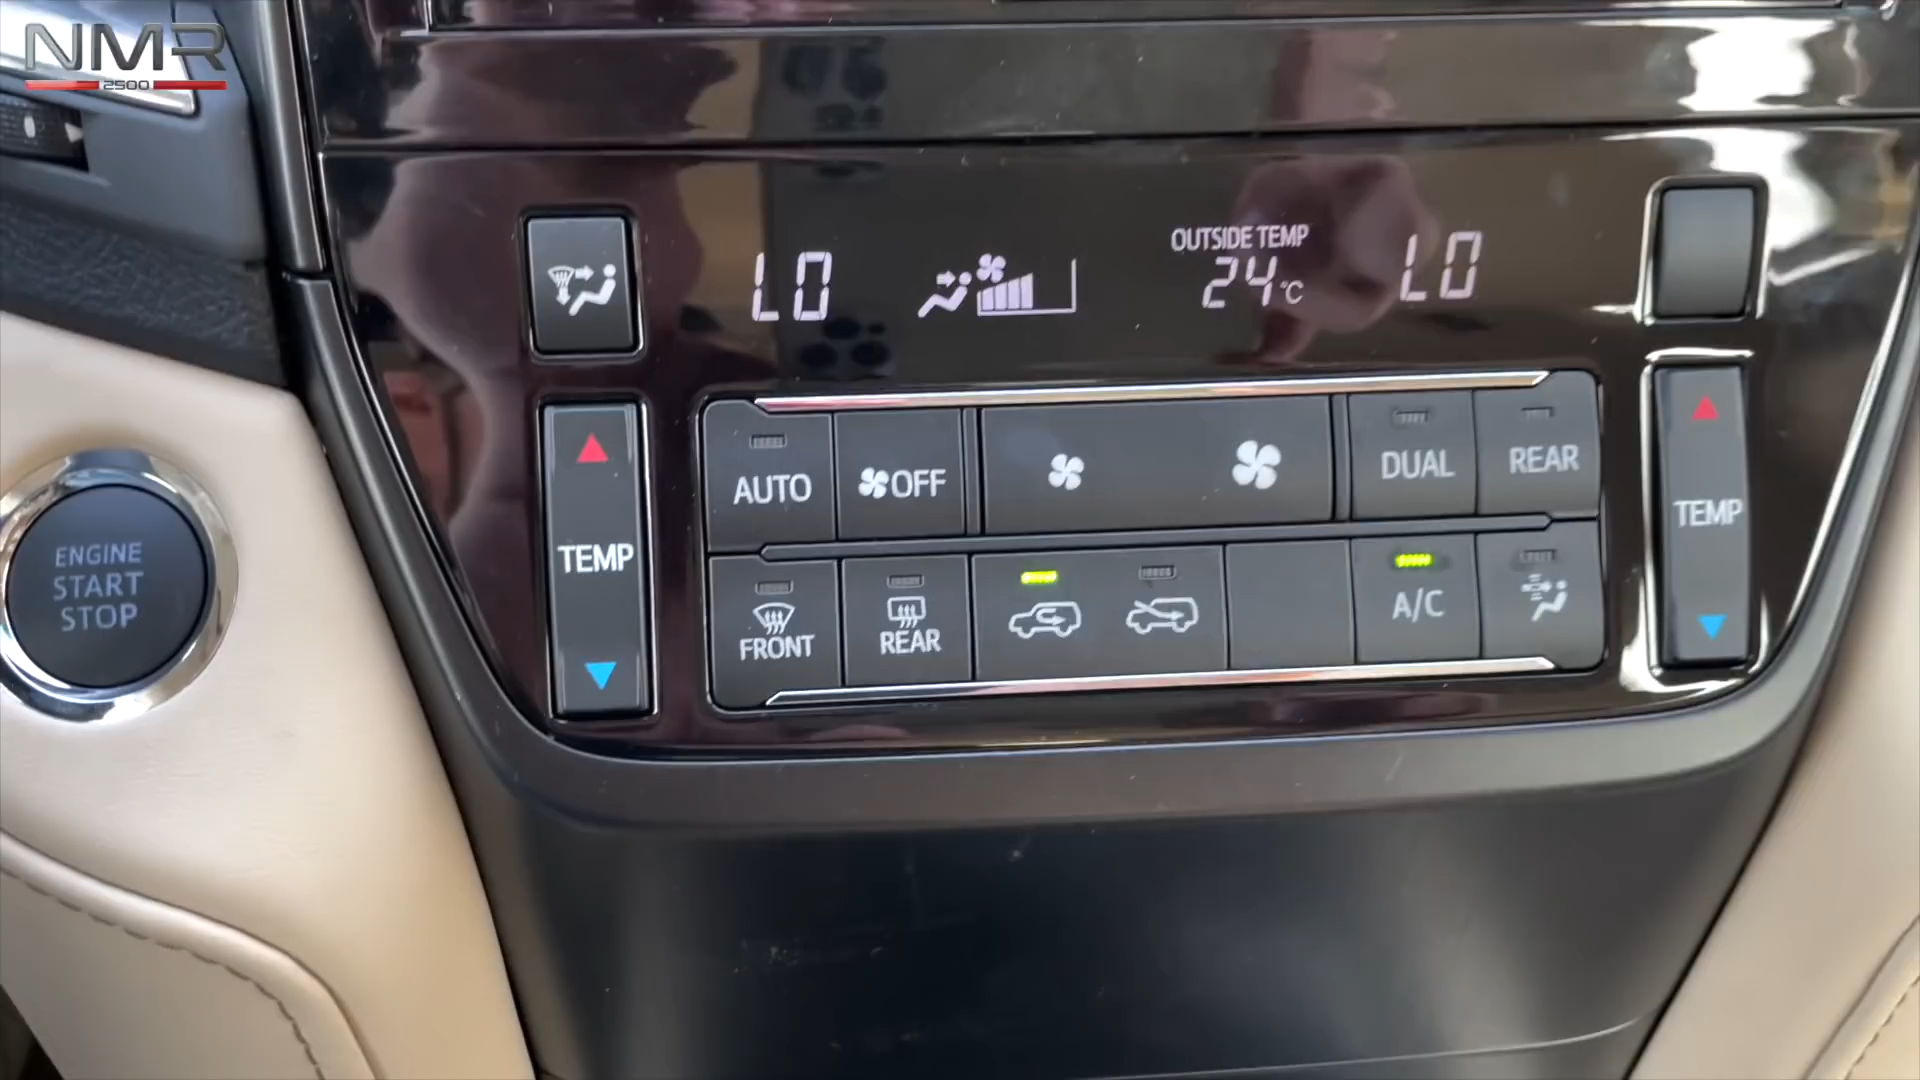 NMR
2500
LO
OUTSIDE TEMP
24°C
LO
AUTO
OFF
DUAL
REAR
TEMP
TEMP
FRONT
REAR
A/C
ENGINE
START
STOP